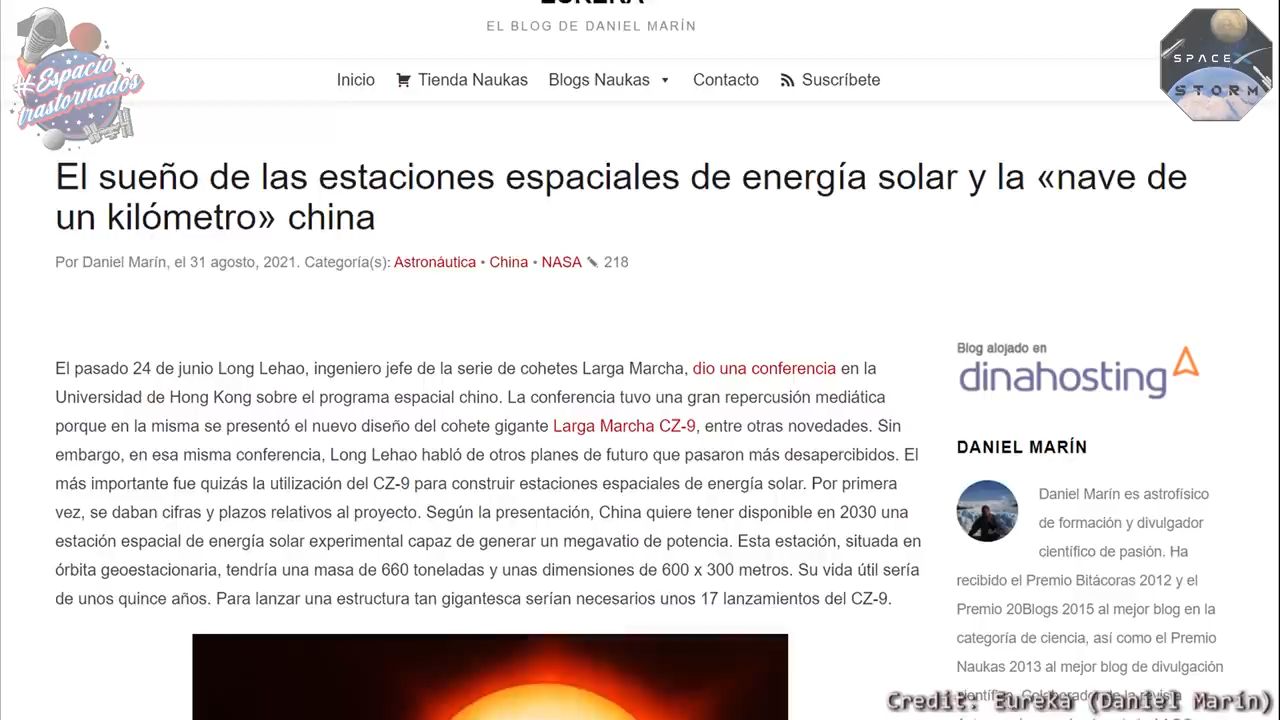 EUREKA
EL BLOG DE DANIEL MARÍN
#Espacio
trastornados
SPACE X
STORM
Inicio Tienda Naukas Blogs Naukas Contacto Suscríbete
El sueño de las estaciones espaciales de energía solar y la «nave de
un kilómetro» china
Por Daniel Marín, el 31 agosto, 2021. Categoría(s): Astronáutica • China • NASA 218
El pasado 24 de junio Long Lehao, ingeniero jefe de la serie de cohetes Larga Marcha, dio una conferencia en la
Universidad de Hong Kong sobre el programa espacial chino. La conferencia tuvo una gran repercusión mediática
porque en la misma se presentó el nuevo diseño del cohete gigante Larga Marcha CZ-9, entre otras novedades. Sin
embargo, en esa misma conferencia, Long Lehao habló de otros planes de futuro que pasaron más desapercibidos. El
más importante fue quizás la utilización del CZ-9 para construir estaciones espaciales de energía solar. Por primera
vez, se daban cifras y plazos relativos al proyecto. Según la presentación, China quiere tener disponible en 2030 una
estación espacial de energía solar experimental capaz de generar un megavatio de potencia. Esta estación, situada en
órbita geoestacionaria, tendría una masa de 660 toneladas y unas dimensiones de 600 x 300 metros. Su vida útil sería
de unos quince años. Para lanzar una estructura tan gigantesca serían necesarios unos 17 lanzamientos del CZ-9.
Blog alojado en
dinahosting
DANIEL MARÍN
Daniel Marín es astrofísico
de formación y divulgador
científico de pasión. Ha
recibido el Premio Bitácoras 2012 y el
Premio 20Blogs 2015 al mejor blog en la
categoría de ciencia, así como el Premio
Naukas 2013 al mejor blog de divulgación
Credit: Eureka (Daniel Marín)